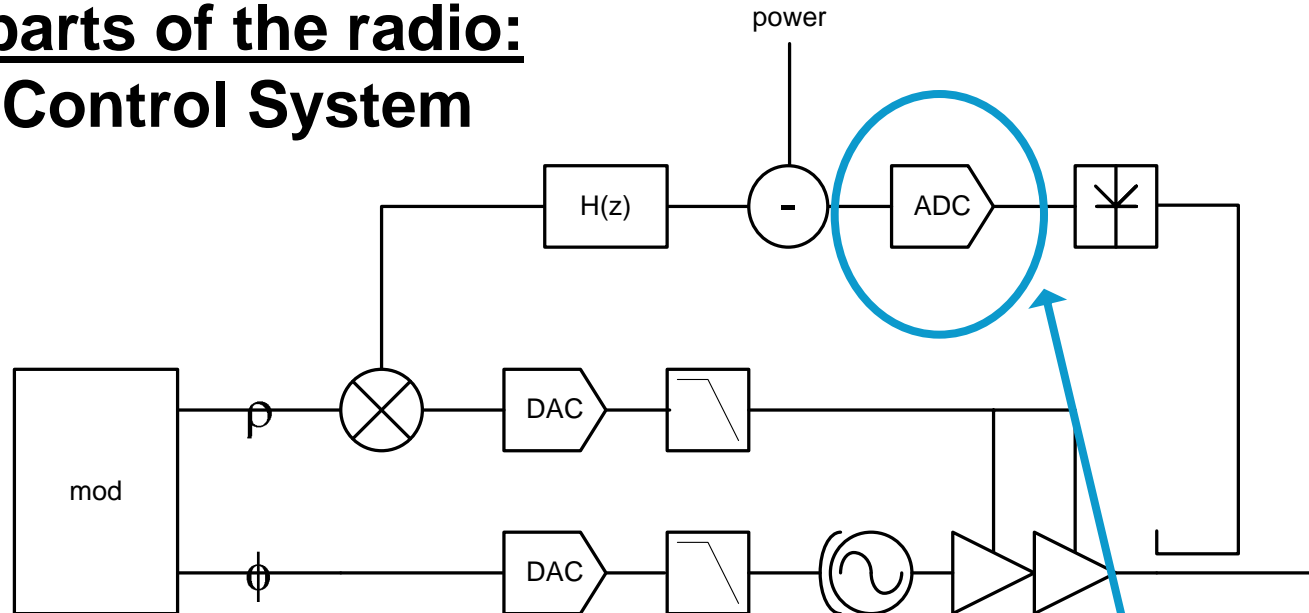 parts of the radio:
Control System
power
H(z)
-
ADC
ρ
DAC
mod
ϕ
DAC